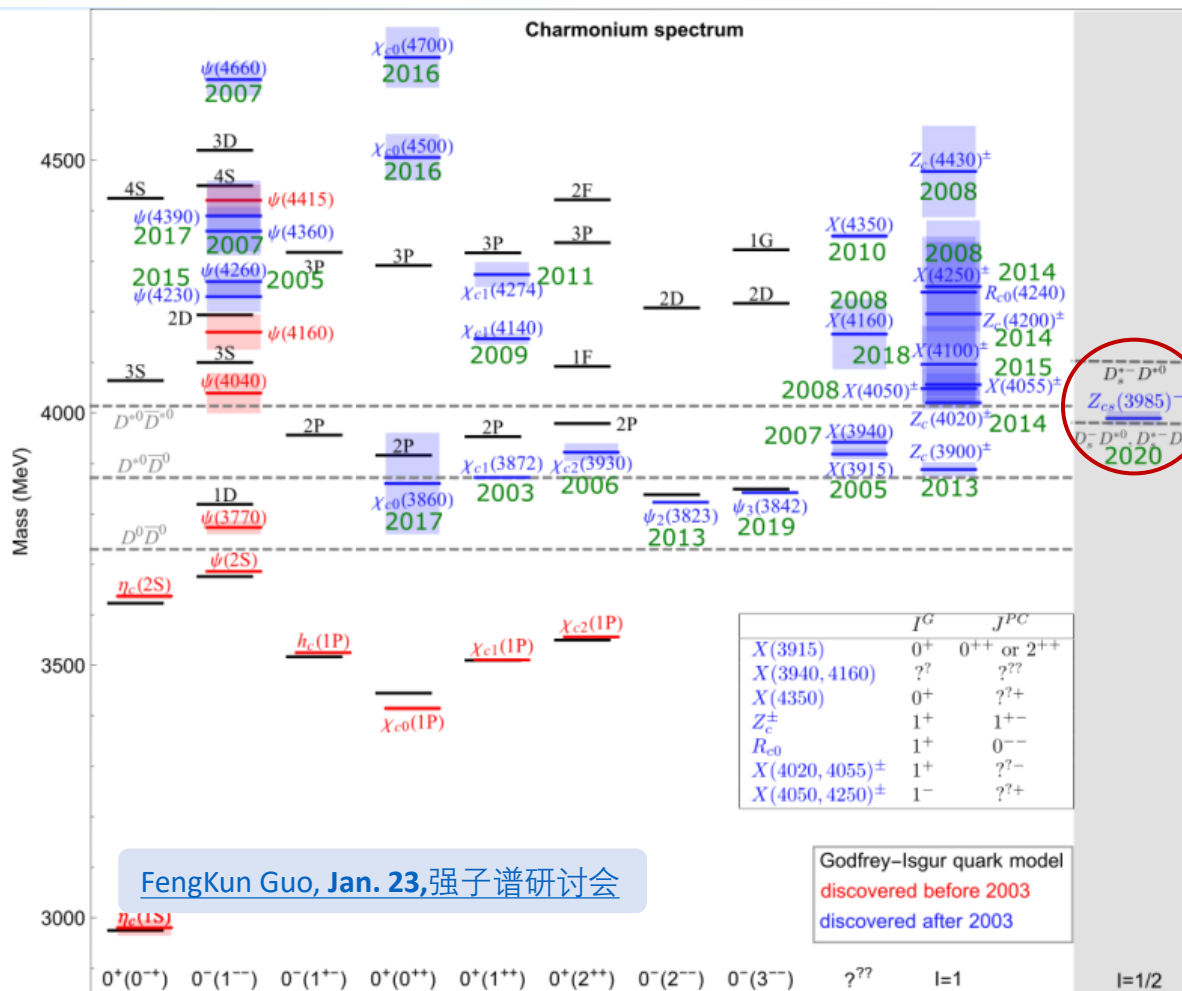 Charmonium spectrum
χc0(4700)
2016
ψ(4660)
2007
3D
χc0(4500)
2016
4500
4S
4S
ψ(4415)
ψ(4390)
2017
2007
ψ(4360)
2F
Zc(4430)±
2008
X(4350)
2010
3P
3P
3P
3P
1G
2008
2015
ψ(4260)
2005
ψ(4230)
χc1(4274)
2011
X(4250)±
2014
Rc0(4240)
2D
ψ(4160)
2D
2D
2008
X(4160)
Zc(4200)±
2014
χc1(4140)
2009
2018
X(4100)±
2015
3S
3S
1F
ψ(4040)
2008
X(4050)±
X(4055)±
Ds*−D*0
Zcs(3985)−
Ds−D*0, Ds*−D
2020
4000
D*0D̅*0
2P
2P
2P
2P
Zc(4020)±
2014
2007
X(3940)
Zc(3900)±
D*0D̅0
χc1(3872)
2003
χc2(3930)
2006
X(3915)
2005
2013
1D
χc0(3860)
2017
ψ2(3823)
2013
ψ3(3842)
2019
ψ(3770)
D0D̅0
ψ(2S)
ηc(2S)
Mass (MeV)
hc(1P)
χc1(1P)
χc2(1P)
3500
χc0(1P)
I^G J^PC
X(3915) 0+ 0++ or 2++
X(3940, 4160) ?? ???
X(4350) 0+ ??+
Zc± 1+ 1+−
Rc0 1+ 0−−
X(4020, 4055)± 1+ ??−
X(4050, 4250)± 1− ??+
FengKun Guo, Jan. 23,强子谱研讨会
Godfrey−Isgur quark model
discovered before 2003
discovered after 2003
3000
ηc(1S)
0+(0−+) 0−(1−−) 0−(1+−) 0+(0++) 0+(1++) 0+(2++) 0−(2−−) 0−(3−−) ??? I=1 I=1/2